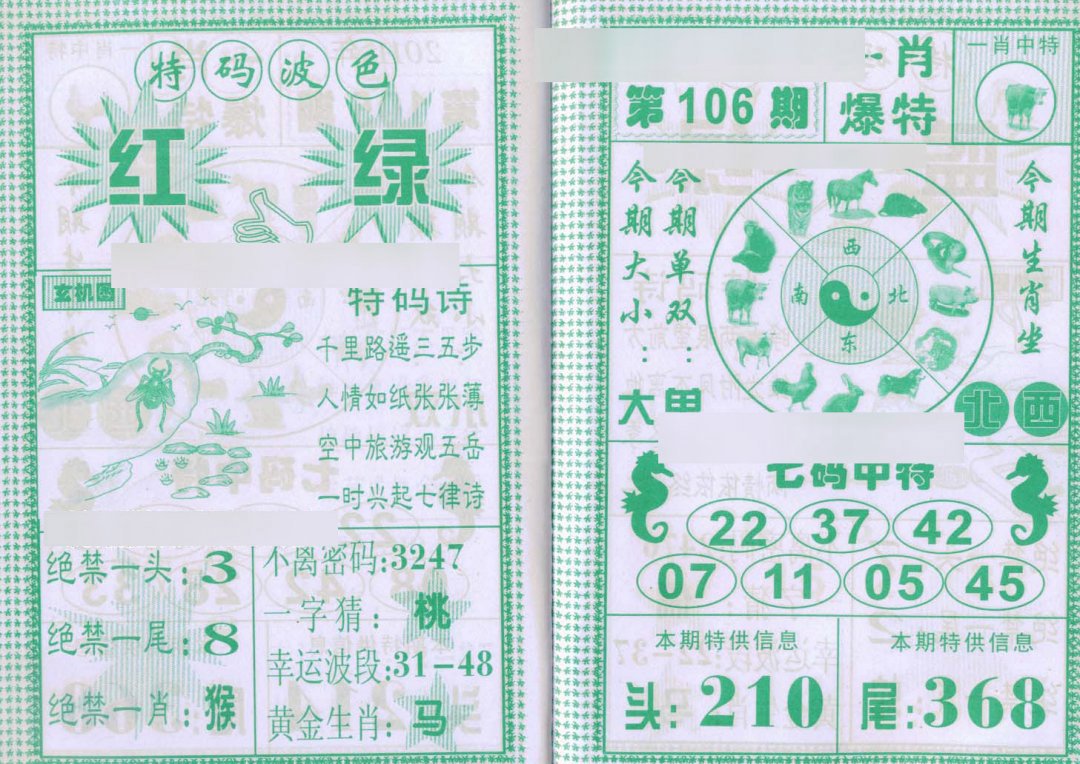 特码波色
红 绿
玄机图
特码诗
千里路遥三五步
人情如纸张张薄
空中旅游观五岳
一时兴起七律诗
绝禁一头:3
绝禁一尾:8
绝禁一肖:猴
不离密码:3247
一字猜:桃
幸运波段:31-48
黄金生肖:马
第106期
一肖
爆特
一肖中特
今期大小:大
今期单双:单
西
南 北
东
今期生肖坐
北西
七码中特
22 37 42
07 11 05 45
本期特供信息
头:210
本期特供信息
尾:368